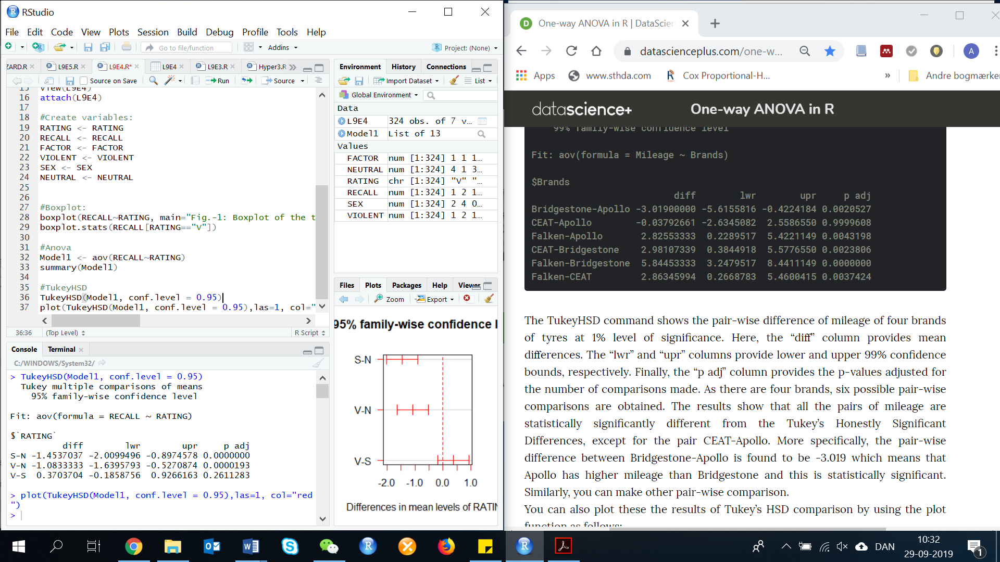 RStudio
File Edit Code View Plots Session Build Debug Profile Tools Help
Go to file/function
Addins
Project: (None)
ZARD.R L9E5.R L9E4.R* L9E4 L9E3.R Hyper3.R
Source on Save Run Source
15 View(L9E4)
16 attach(L9E4)
17
18 #Create variables:
19 RATING <- RATING
20 RECALL <- RECALL
21 FACTOR <- FACTOR
22 VIOLENT <- VIOLENT
23 SEX <- SEX
24 NEUTRAL <- NEUTRAL
25
26
27 #Boxplot:
28 boxplot(RECALL~RATING, main="Fig.-1: Boxplot of the t
29 boxplot.stats(RECALL[RATING=="V"])
30
31 #Anova
32 Model1 <- aov(RECALL~RATING)
33 summary(Model1)
34
35 #TukeyHSD
36 TukeyHSD(Model1, conf.level = 0.95)
37 plot(TukeyHSD(Model1, conf.level = 0.95),las=1, col="
36:36 (Top Level) R Script
Console Terminal
C:/WINDOWS/System32/
> TukeyHSD(Model1, conf.level = 0.95)
Tukey multiple comparisons of means
95% family-wise confidence level
Fit: aov(formula = RECALL ~ RATING)
$`RATING`
diff lwr upr p adj
S-N -1.4537037 -2.0099496 -0.8974578 0.0000000
V-N -1.0833333 -1.6395793 -0.5270874 0.0000193
V-S 0.3703704 -0.1858756 0.9266163 0.2611283
> plot(TukeyHSD(Model1, conf.level = 0.95),las=1, col="red
")
>
Environment History Connections
Import Dataset List
Global Environment
Data
L9E4 324 obs. of 7 v…
Model1 List of 13
Values
FACTOR num [1:324] 1 1 1…
NEUTRAL num [1:324] 4 1 3…
RATING chr [1:324] "V" "…
RECALL num [1:324] 1 2 1…
SEX num [1:324] 2 4 0…
VIOLENT num [1:324] 1 2 1…
Files Plots Packages Help Viewer
Zoom Export
95% family-wise confidence l
S-N
V-N
V-S
-2.0 -1.0 0.0 1.0
Differences in mean levels of RATIN
One-way ANOVA in R | DataScien
datascienceplus.com/one-w...
A
Apps www.sthda.com Cox Proportional-H... » Andre bogmærker
datascience+ One-way ANOVA in R
99% family-wise confidence level
Fit: aov(formula = Mileage ~ Brands)
$Brands
diff lwr upr p adj
Bridgestone-Apollo -3.01900000 -5.6155816 -0.4224184 0.0020527
CEAT-Apollo -0.03792661 -2.6345082 2.5586550 0.9999608
Falken-Apollo 2.82553333 0.2289517 5.4221149 0.0043198
CEAT-Bridgestone 2.98107339 0.3844918 5.5776550 0.0023806
Falken-Bridgestone 5.84453333 3.2479517 8.4411149 0.0000000
Falken-CEAT 2.86345994 0.2668783 5.4600415 0.0037424
The TukeyHSD command shows the pair-wise difference of mileage of four brands
of tyres at 1% level of significance. Here, the “diff” column provides mean
differences. The “lwr” and “upr” columns provide lower and upper 99% confidence
bounds, respectively. Finally, the “p adj” column provides the p-values adjusted for
the number of comparisons made. As there are four brands, six possible pair-wise
comparisons are obtained. The results show that all the pairs of mileage are
statistically significantly different from the Tukey’s Honestly Significant
Differences, except for the pair CEAT-Apollo. More specifically, the pair-wise
difference between Bridgestone-Apollo is found to be -3.019 which means that
Apollo has higher mileage than Bridgestone and this is statistically significant.
Similarly, you can make other pair-wise comparison.
You can also plot these the results of Tukey’s HSD comparison by using the plot
function as follows:
DAN
10:32
29-09-2019
1